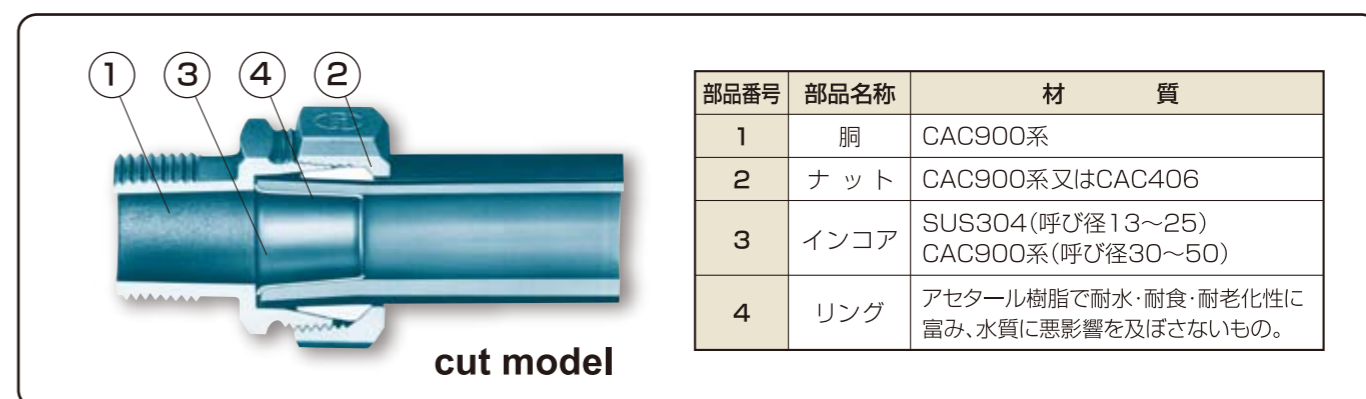 ① ③ ④ ②
cut model
部品番号 部品名称 材 質
1 胴 CAC900系
2 ナット CAC900系又はCAC406
3 インコア SUS304(呼び径13~25)
CAC900系(呼び径30~50)
4 リング アセタール樹脂で耐水・耐食・耐老化性に
富み、水質に悪影響を及ぼさないもの。